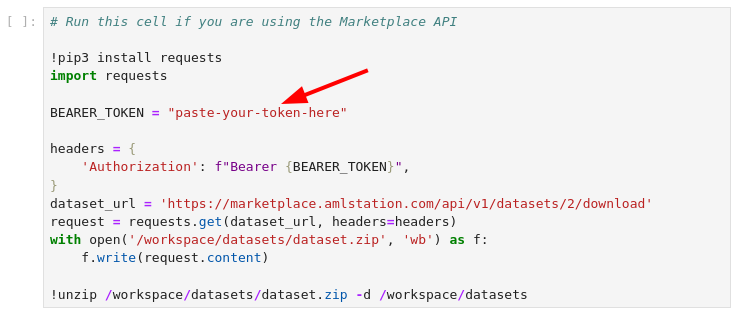 [ ]:
# Run this cell if you are using the Marketplace API
!pip3 install requests
import requests
BEARER_TOKEN = "paste-your-token-here"
headers = {
    'Authorization': f"Bearer {BEARER_TOKEN}",
}
dataset_url = 'https://marketplace.amlstation.com/api/v1/datasets/2/download'
request = requests.get(dataset_url, headers=headers)
with open('/workspace/datasets/dataset.zip', 'wb') as f:
    f.write(request.content)
!unzip /workspace/datasets/dataset.zip -d /workspace/datasets